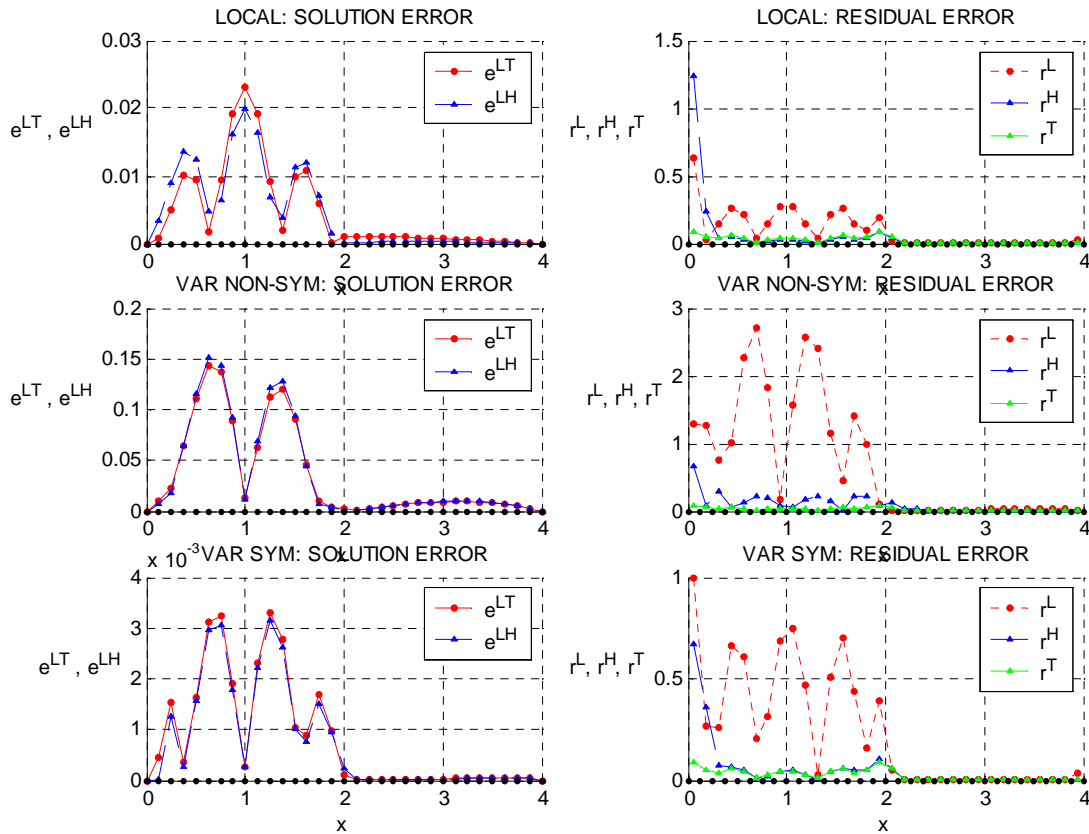 LOCAL: SOLUTION ERROR
0.03
0.02
0.01
0
e^LT , e^LH
e^LT
e^LH
0 1 2 3 4
x
LOCAL: RESIDUAL ERROR
1.5
1
0.5
0
r^L, r^H, r^T
r^L
r^H
r^T
0 1 2 3 4
x
VAR NON-SYM: SOLUTION ERROR
0.2
0.15
0.1
0.05
0
e^LT , e^LH
e^LT
e^LH
0 1 2 3 4
x
VAR NON-SYM: RESIDUAL ERROR
3
2
1
0
r^L, r^H, r^T
r^L
r^H
r^T
0 1 2 3 4
x
x 10^-3
VAR SYM: SOLUTION ERROR
4
3
2
1
0
e^LT , e^LH
e^LT
e^LH
0 1 2 3 4
x
VAR SYM: RESIDUAL ERROR
1
0.5
0
r^L, r^H, r^T
r^L
r^H
r^T
0 1 2 3 4
x